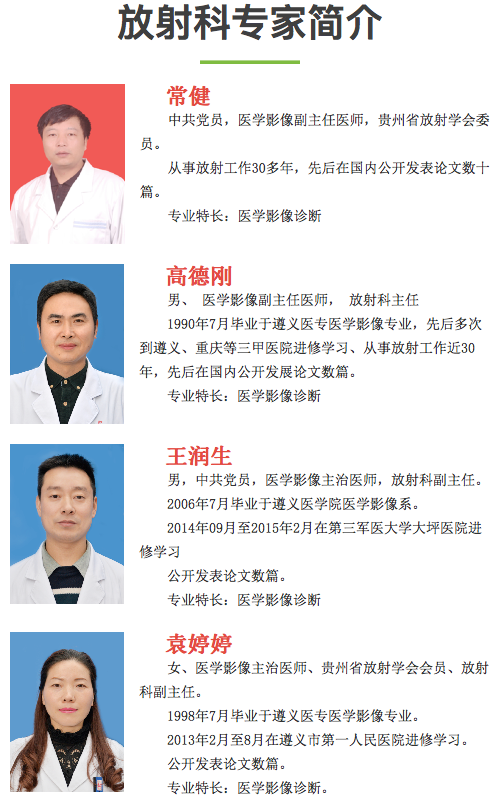 放射科专家简介
常健
中共党员，医学影像副主任医师，贵州省放射学会委
员。
从事放射工作30多年，先后在国内公开发表论文数十
篇。
专业特长：医学影像诊断
高德刚
男、 医学影像副主任医师， 放射科主任
1990年7月毕业于遵义医专医学影像专业，先后多次
到遵义、重庆等三甲医院进修学习、从事放射工作近30
年，先后在国内公开发展论文数篇。
专业特长：医学影像诊断
王润生
男，中共党员，医学影像主治医师，放射科副主任。
2006年7月毕业于遵义医学院医学影像系。
2014年09月至2015年2月在第三军医大学大坪医院进
修学习
公开发表论文数篇。
专业特长：医学影像诊断
袁婷婷
女、医学影像主治医师、贵州省放射学会会员、放射
科副主任。
1998年7月毕业于遵义医专医学影像专业。
2013年2月至8月在遵义市第一人民医院进修学习。
公开发表论文数篇。
专业特长：医学影像诊断。